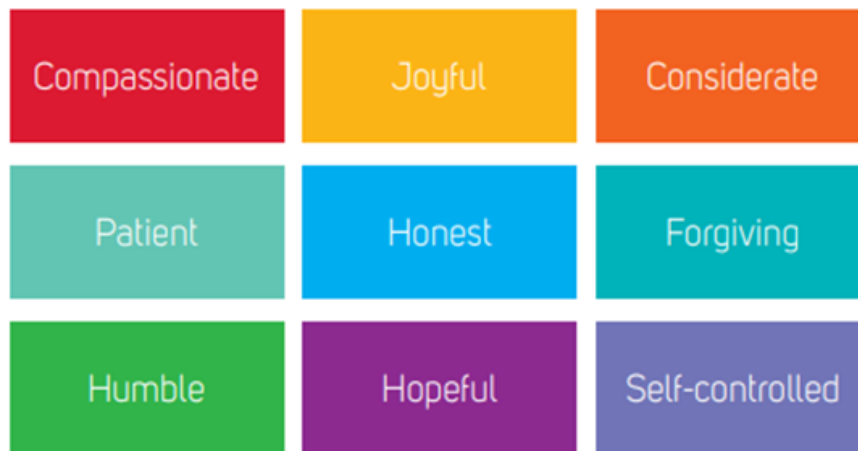 Compassionate
Joyful
Considerate
Patient
Honest
Forgiving
Humble
Hopeful
Self-controlled